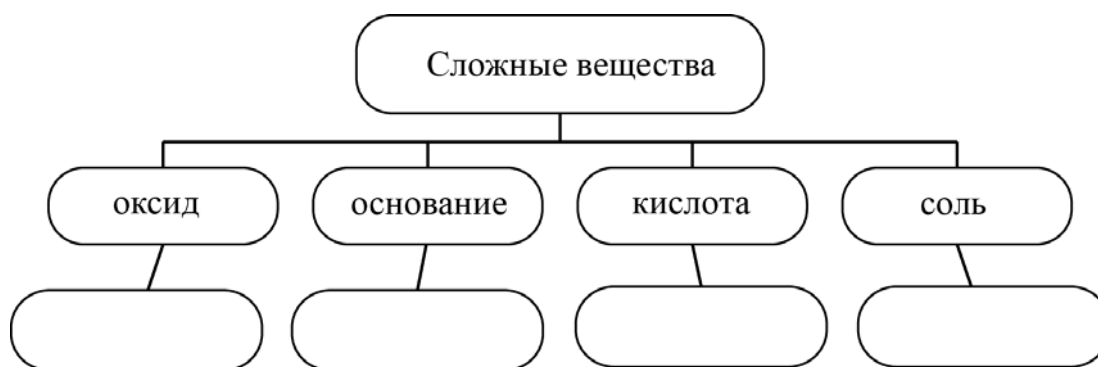 Сложные вещества
оксид
основание
кислота
соль